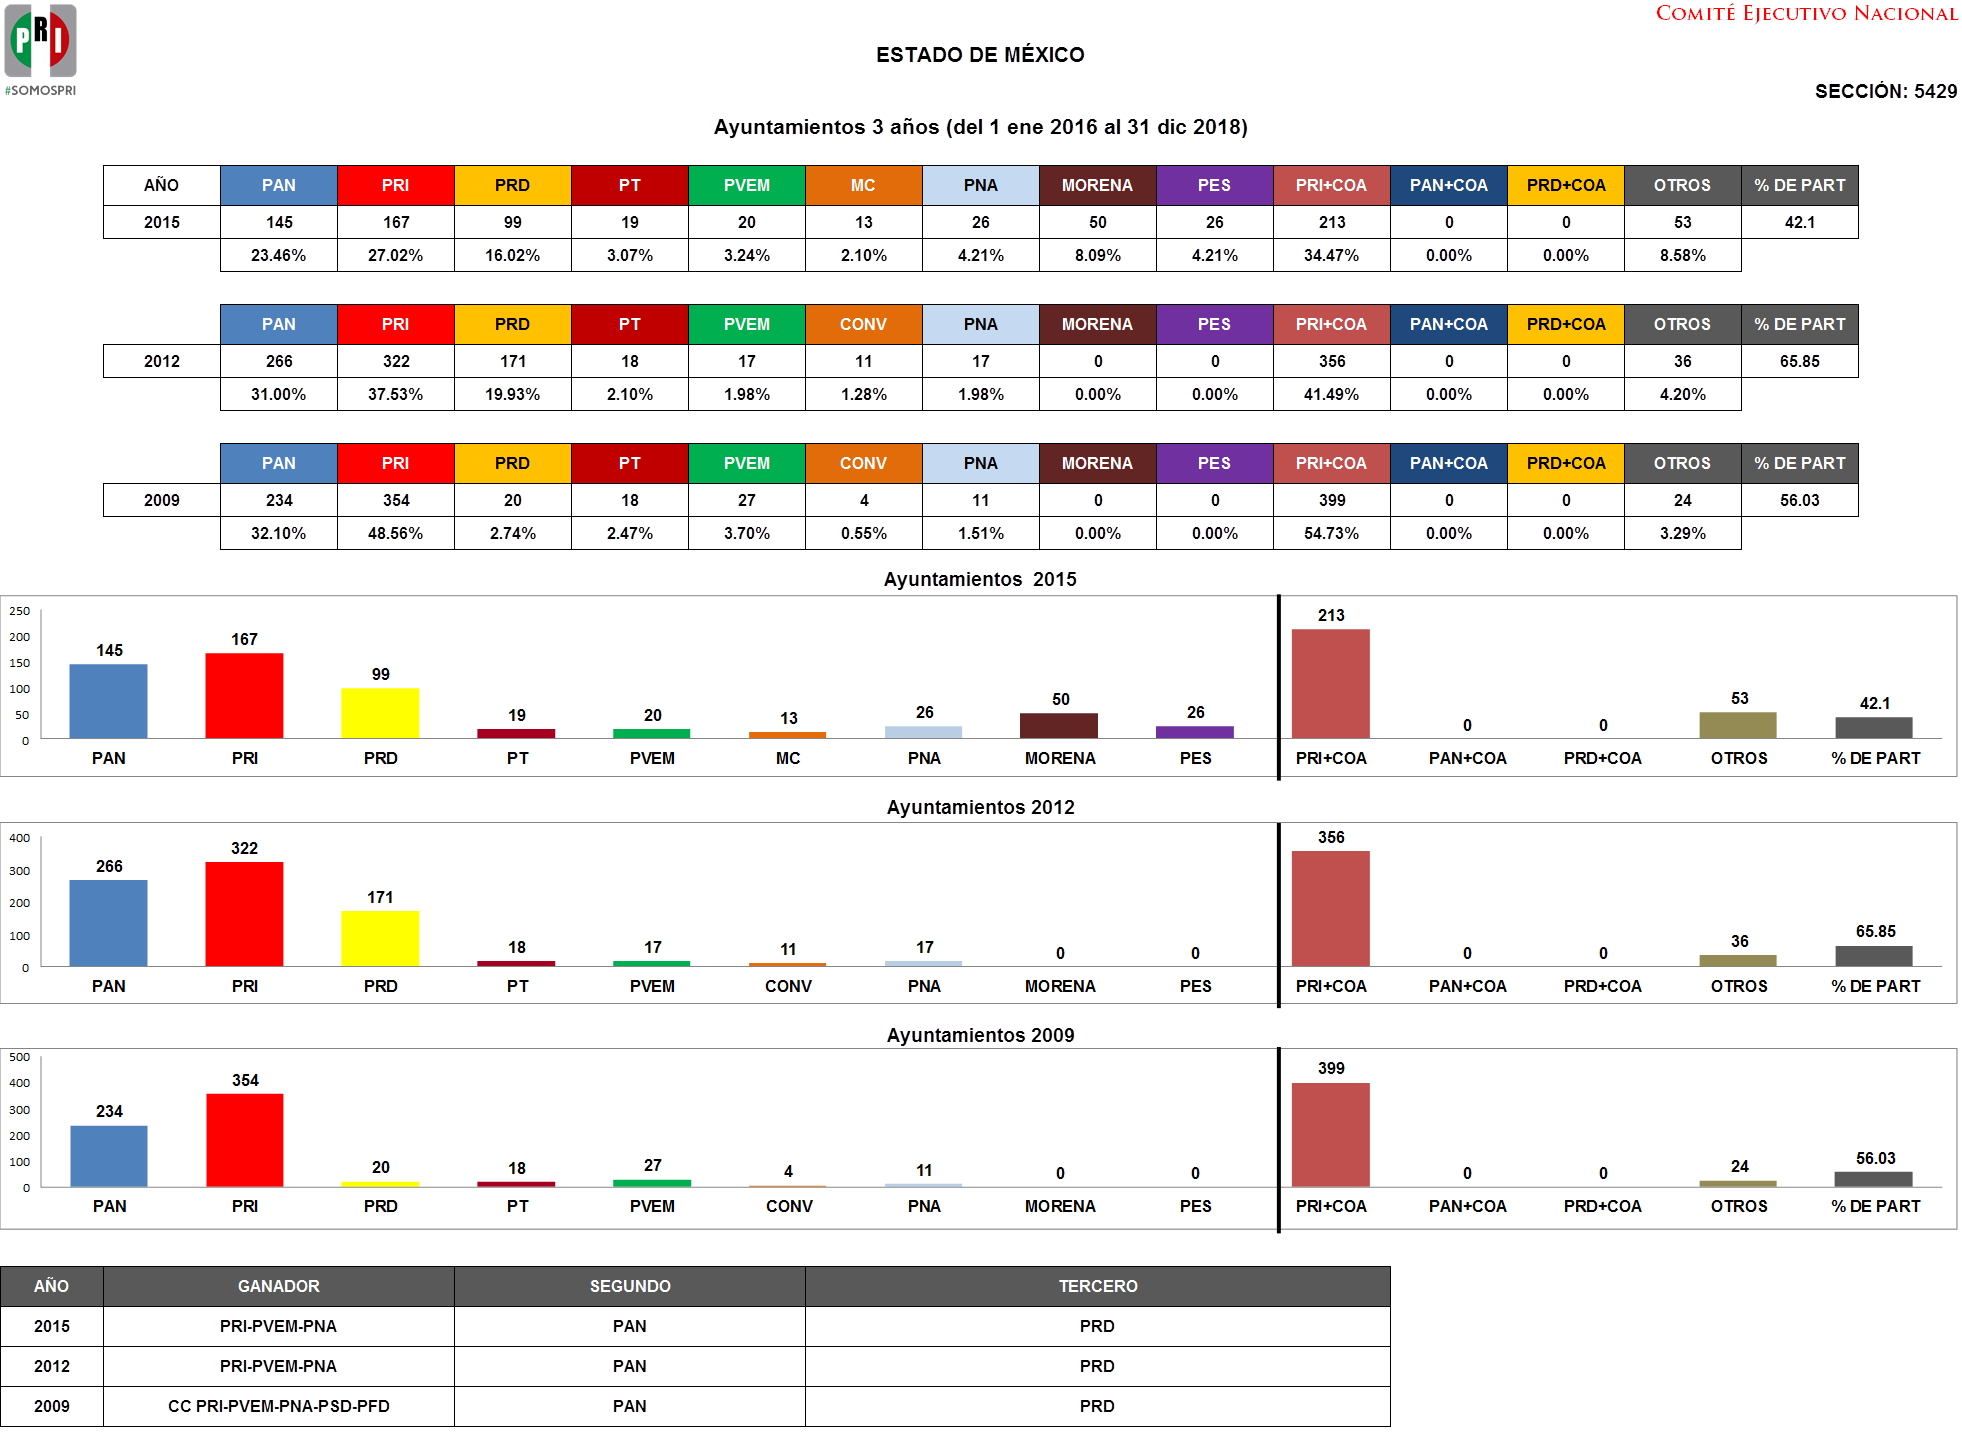 COMITÉ EJECUTIVO NACIONAL
PRI
#SOMOSPRI
ESTADO DE MÉXICO
SECCIÓN: 5429
Ayuntamientos 3 años (del 1 ene 2016 al 31 dic 2018)
AÑO PAN PRI PRD PT PVEM MC PNA MORENA PES PRI+COA PAN+COA PRD+COA OTROS % DE PART
2015 145 167 99 19 20 13 26 50 26 213 0 0 53 42.1
23.46% 27.02% 16.02% 3.07% 3.24% 2.10% 4.21% 8.09% 4.21% 34.47% 0.00% 0.00% 8.58%
PAN PRI PRD PT PVEM CONV PNA MORENA PES PRI+COA PAN+COA PRD+COA OTROS % DE PART
2012 266 322 171 18 17 11 17 0 0 356 0 0 36 65.85
31.00% 37.53% 19.93% 2.10% 1.98% 1.28% 1.98% 0.00% 0.00% 41.49% 0.00% 0.00% 4.20%
PAN PRI PRD PT PVEM CONV PNA MORENA PES PRI+COA PAN+COA PRD+COA OTROS % DE PART
2009 234 354 20 18 27 4 11 0 0 399 0 0 24 56.03
32.10% 48.56% 2.74% 2.47% 3.70% 0.55% 1.51% 0.00% 0.00% 54.73% 0.00% 0.00% 3.29%
Ayuntamientos 2015
250
200
150
100
50
0
145 167 99 19 20 13 26 50 26 213 0 0 53 42.1
PAN PRI PRD PT PVEM MC PNA MORENA PES PRI+COA PAN+COA PRD+COA OTROS % DE PART
Ayuntamientos 2012
400
300
200
100
0
266 322 171 18 17 11 17 0 0 356 0 0 36 65.85
PAN PRI PRD PT PVEM CONV PNA MORENA PES PRI+COA PAN+COA PRD+COA OTROS % DE PART
Ayuntamientos 2009
500
400
300
200
100
0
234 354 20 18 27 4 11 0 0 399 0 0 24 56.03
PAN PRI PRD PT PVEM CONV PNA MORENA PES PRI+COA PAN+COA PRD+COA OTROS % DE PART
AÑO GANADOR SEGUNDO TERCERO
2015 PRI-PVEM-PNA PAN PRD
2012 PRI-PVEM-PNA PAN PRD
2009 CC PRI-PVEM-PNA-PSD-PFD PAN PRD